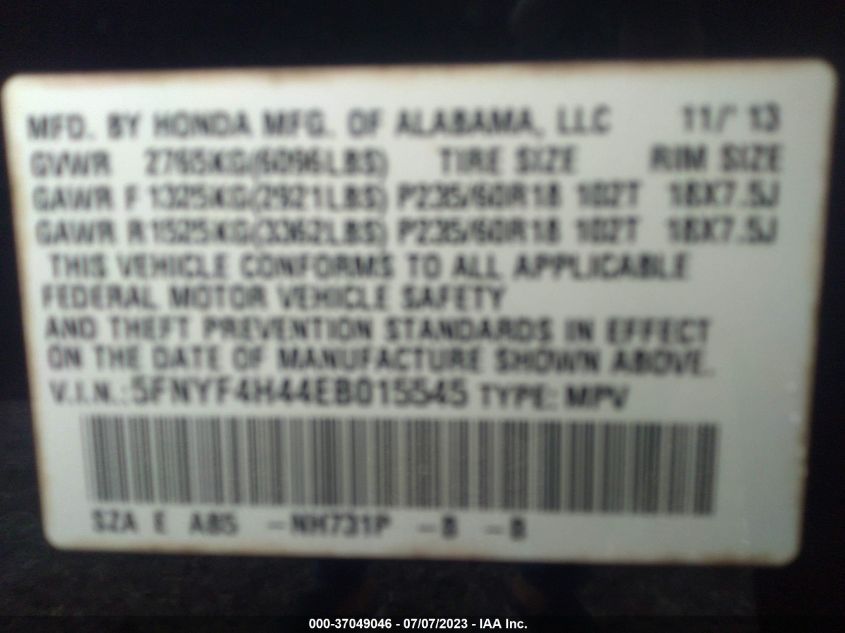 MFD. BY HONDA MFG. OF ALABAMA, LLC 11/'13
GVWR 2765KG(6096LBS) TIRE SIZE RIM SIZE
GAWR F 1325KG(2921LBS) P235/60R18 102T 18X7.5J
GAWR R 1525KG(3362LBS) P235/60R18 102T 18X7.5J
THIS VEHICLE CONFORMS TO ALL APPLICABLE
FEDERAL MOTOR VEHICLE SAFETY
AND THEFT PREVENTION STANDARDS IN EFFECT
ON THE DATE OF MANUFACTURE SHOWN ABOVE.
V.I.N.: 5FNYF4H44EB015545 TYPE: MPV
SZA E A85 -NH731P -B -B
000-37049046 - 07/07/2023 - IAA Inc.